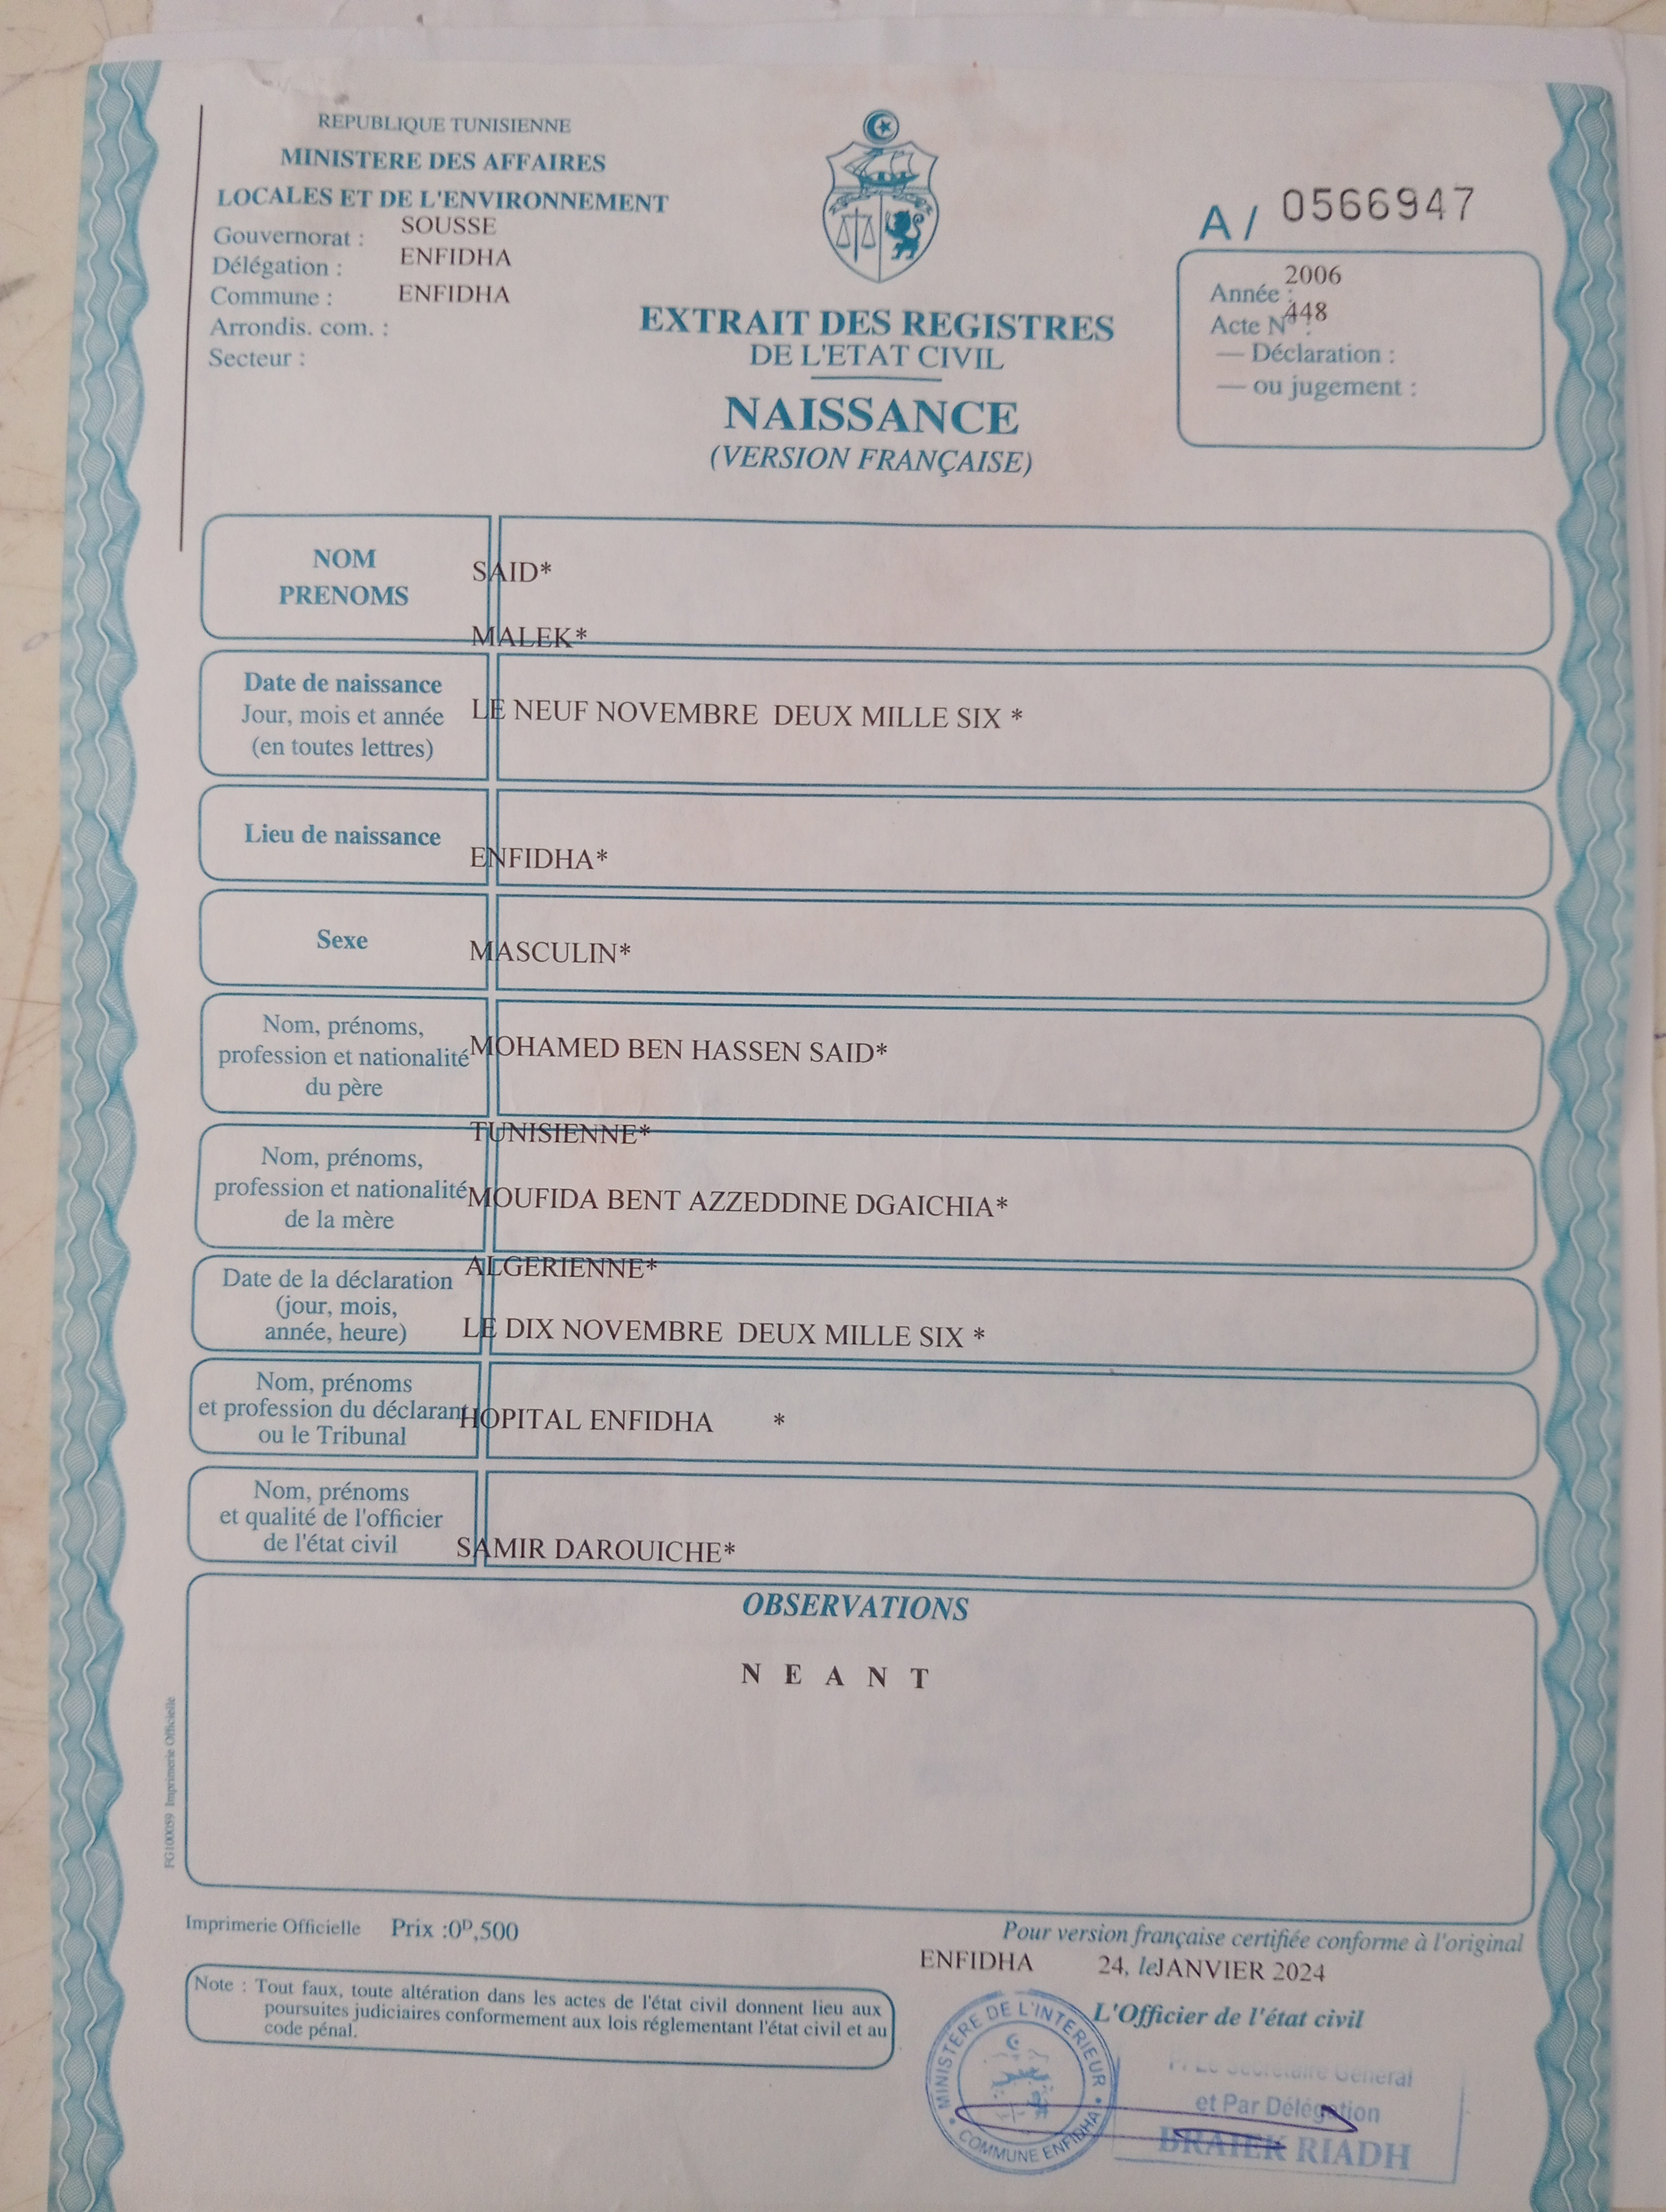 REPUBLIQUE TUNISIENNE
MINISTERE DES AFFAIRES
LOCALES ET DE L'ENVIRONNEMENT
Gouvernorat : SOUSSE
Délégation : ENFIDHA
Commune : ENFIDHA
Arrondis. com. :
Secteur :
A / 0566947
Année : 2006
Acte N° : 448
— Déclaration :
— ou jugement :
EXTRAIT DES REGISTRES
DE L'ETAT CIVIL
NAISSANCE
(VERSION FRANÇAISE)
NOM
PRENOMS
SAID*
MALEK*
Date de naissance
Jour, mois et année
(en toutes lettres)
LE NEUF NOVEMBRE DEUX MILLE SIX *
Lieu de naissance
ENFIDHA*
Sexe
MASCULIN*
Nom, prénoms,
profession et nationalité
du père
MOHAMED BEN HASSEN SAID*
TUNISIENNE*
Nom, prénoms,
profession et nationalité
de la mère
MOUFIDA BENT AZZEDDINE DGAICHIA*
ALGERIENNE*
Date de la déclaration
(jour, mois,
année, heure)
LE DIX NOVEMBRE DEUX MILLE SIX *
Nom, prénoms
et profession du déclarant
ou le Tribunal
HOPITAL ENFIDHA *
Nom, prénoms
et qualité de l'officier
de l'état civil
SAMIR DAROUICHE*
OBSERVATIONS
N E A N T
FG100059 Imprimerie Officielle
Imprimerie Officielle Prix :0D,500
Pour version française certifiée conforme à l'original
ENFIDHA 24, le JANVIER 2024
L'Officier de l'état civil
Note : Tout faux, toute altération dans les actes de l'état civil donnent lieu aux
poursuites judiciaires conformement aux lois réglementant l'état civil et au
code pénal.
MINISTERE DE L'INTERIEUR
COMMUNE ENFIDHA
P/ Le Secrétaire Général
et Par Délégation
BRAIEK RIADH